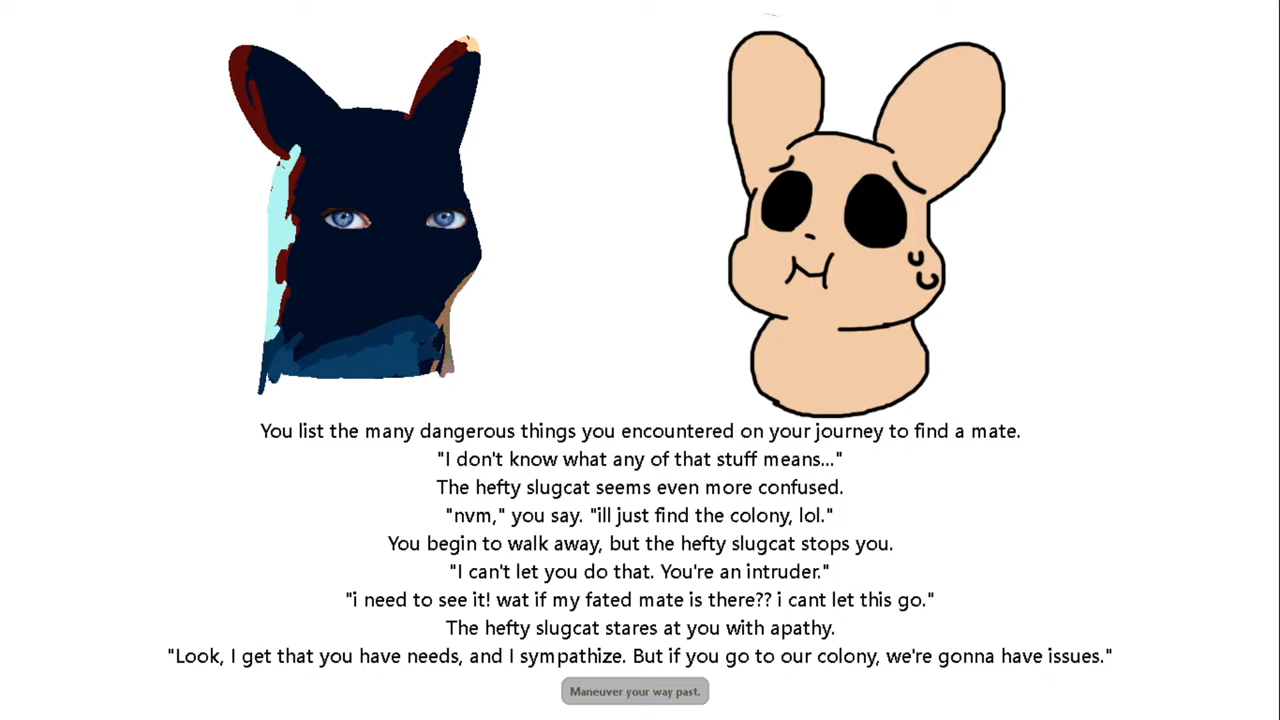 You list the many dangerous things you encountered on your journey to find a mate.
"I don't know what any of that stuff means..."
The hefty slugcat seems even more confused.
"nvm," you say. "ill just find the colony, lol."
You begin to walk away, but the hefty slugcat stops you.
"I can't let you do that. You're an intruder."
"i need to see it! wat if my fated mate is there?? i cant let this go."
The hefty slugcat stares at you with apathy.
"Look, I get that you have needs, and I sympathize. But if you go to our colony, we're gonna have issues."
Maneuver your way past.